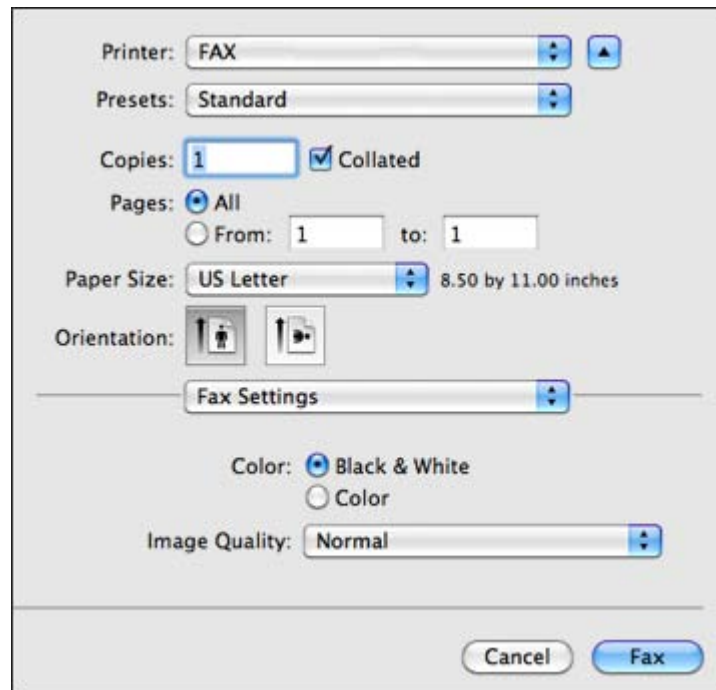 Printer: FAX
Presets: Standard
Copies: 1 Collated
Pages: All
From: 1 to: 1
Paper Size: US Letter 8.50 by 11.00 inches
Orientation:
Fax Settings
Color: Black & White
Color
Image Quality: Normal
Cancel Fax